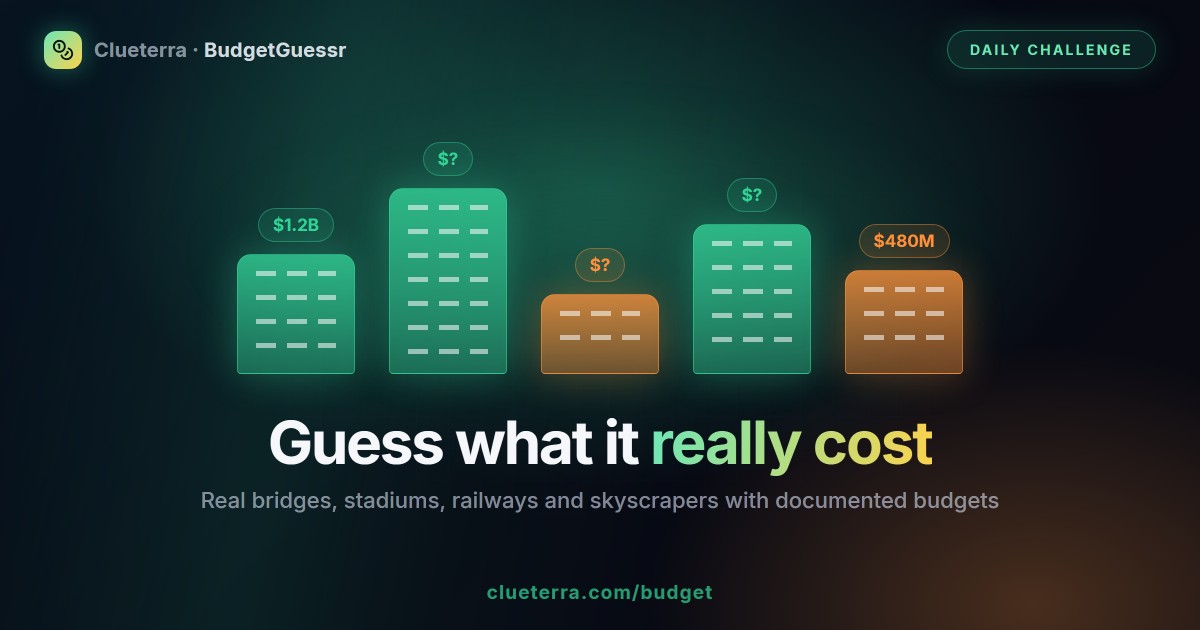 Clueterra · BudgetGuessr
DAILY CHALLENGE
$?
$?
$1.2B
$480M
$?
Guess what it really cost
Real bridges, stadiums, railways and skyscrapers with documented budgets
clueterra.com/budget